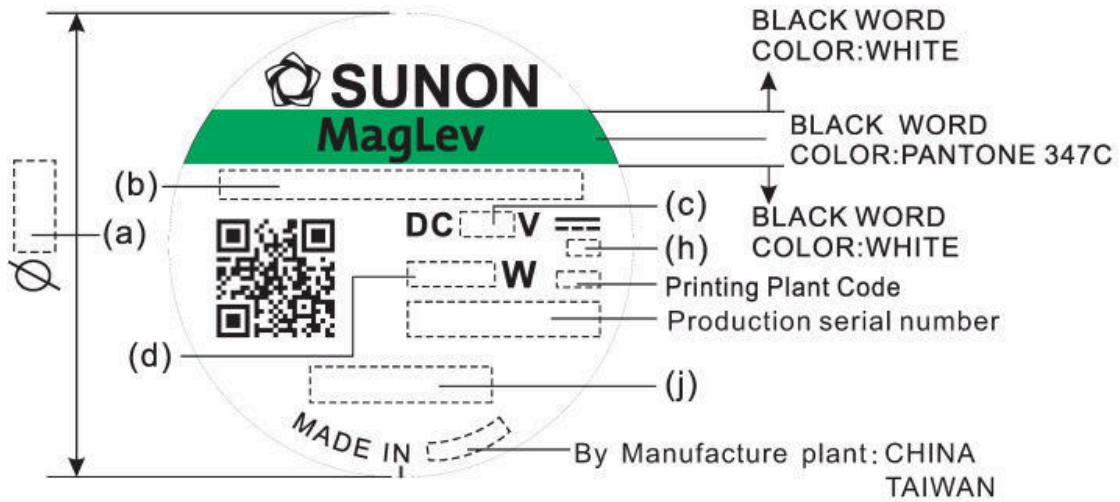 BLACK WORD
COLOR:WHITE
SUNON
MagLev
BLACK WORD
COLOR:PANTONE 347C
(b)
(c)
DC V
BLACK WORD
COLOR:WHITE
(a)
(h)
W
Printing Plant Code
Production serial number
(d)
(j)
MADE IN
By Manufacture plant: CHINA
TAIWAN
Ø